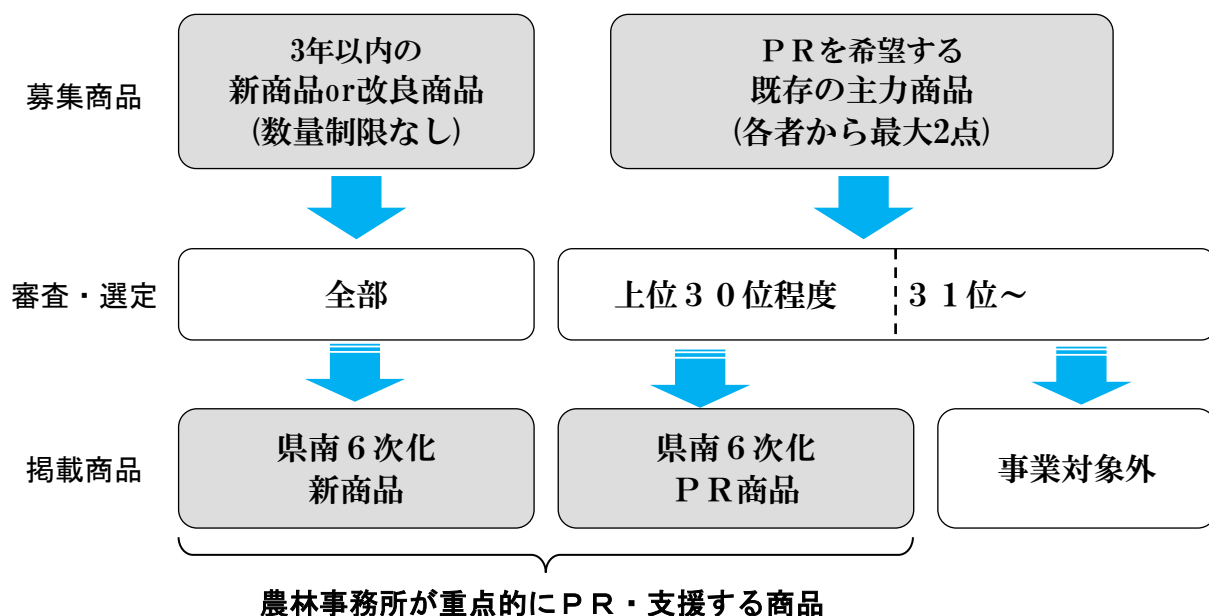 募集商品
3年以内の
新商品or改良商品
(数量制限なし)
ＰＲを希望する
既存の主力商品
(各者から最大2点)
審査・選定
全部
上位３０位程度
３１位～
掲載商品
県南６次化
新商品
県南６次化
ＰＲ商品
事業対象外
農林事務所が重点的にＰＲ・支援する商品